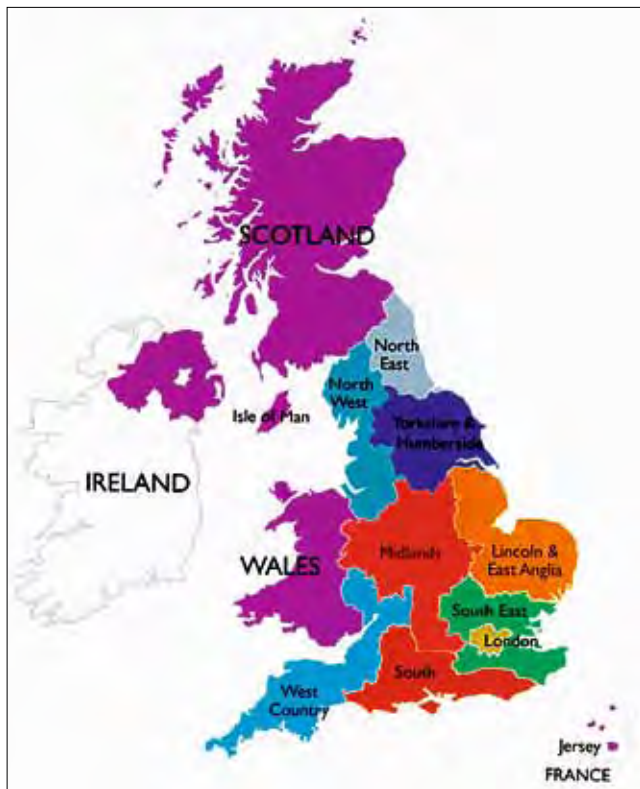 SCOTLAND
North
East
North
West
Isle of Man
Yorkshire &
Humberside
IRELAND
WALES
Midlands
Lincoln &
East Anglia
South East
London
South
West
Country
Jersey
FRANCE